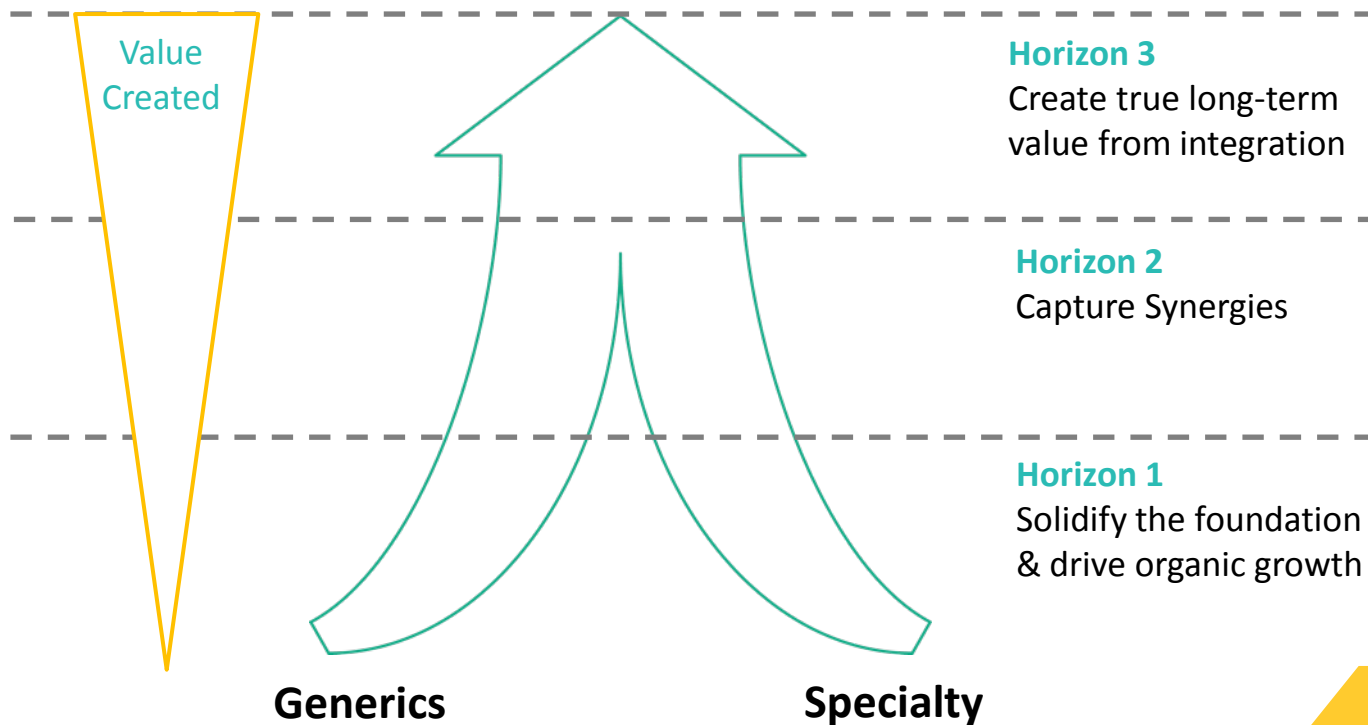 Value
Created
Horizon 3
Create true long-term
value from integration
Horizon 2
Capture Synergies
Horizon 1
Solidify the foundation
& drive organic growth
Generics
Specialty